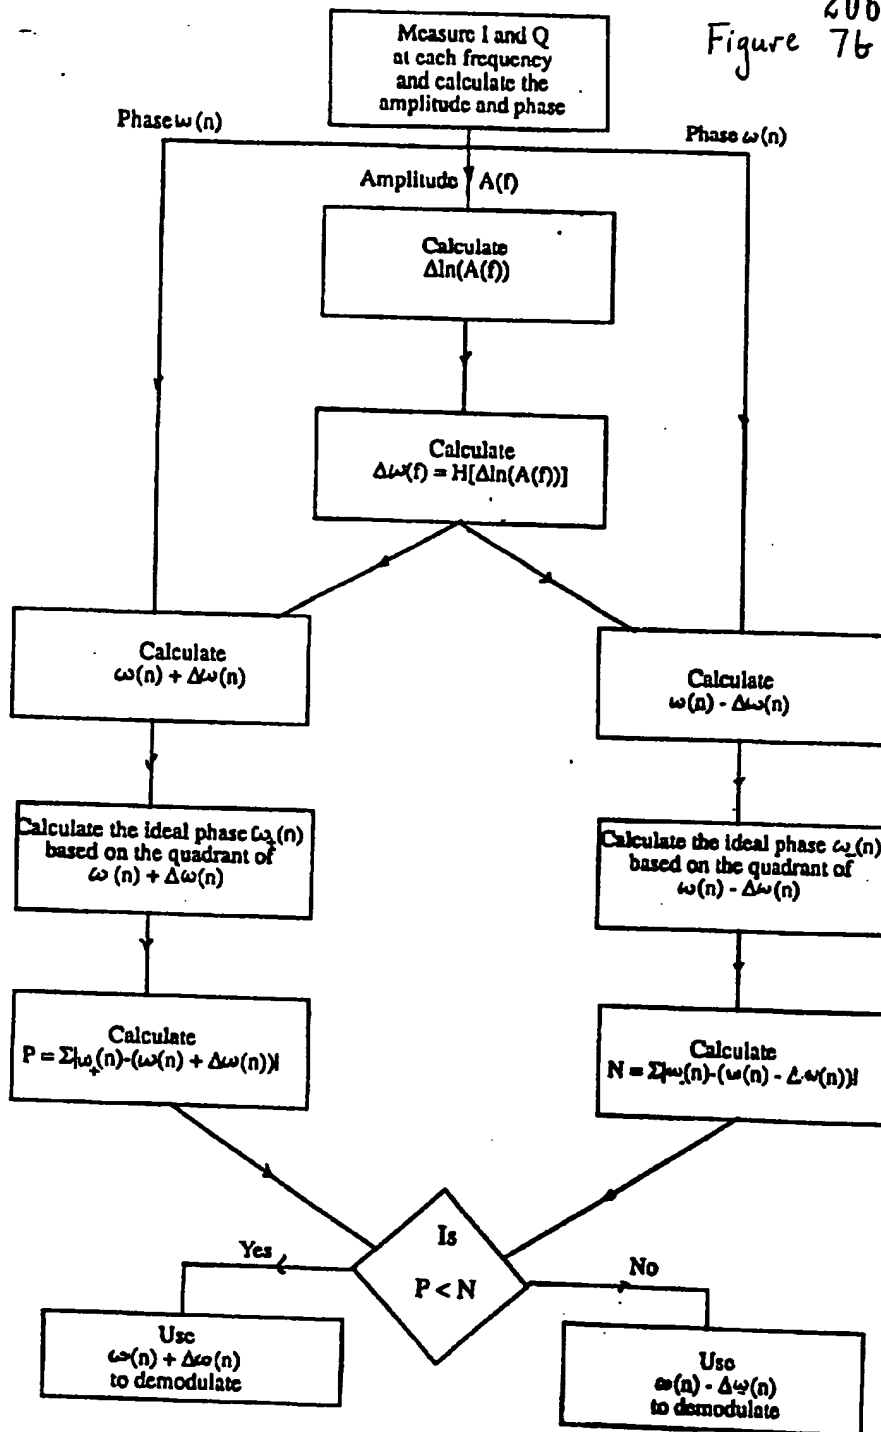 Figure 7b
Measure I and Q
at each frequency
and calculate the
amplitude and phase
Phase ω(n)
Phase ω(n)
Amplitude A(f)
Calculate
Δln(A(f))
Calculate
Δω(f) = H[Δln(A(f))]
Calculate
ω(n) + Δω(n)
Calculate
ω(n) - Δω(n)
Calculate the ideal phase ω₊(n)
based on the quadrant of
ω(n) + Δω(n)
Calculate the ideal phase ω₋(n)
based on the quadrant of
ω(n) - Δω(n)
Calculate
P = Σ|ω₊(n)-(ω(n) + Δω(n))|
Calculate
N = Σ|ω₋(n)-(ω(n) - Δω(n))|
Is
P < N
Yes
No
Use
ω(n) + Δω(n)
to demodulate
Use
ω(n) - Δω(n)
to demodulate